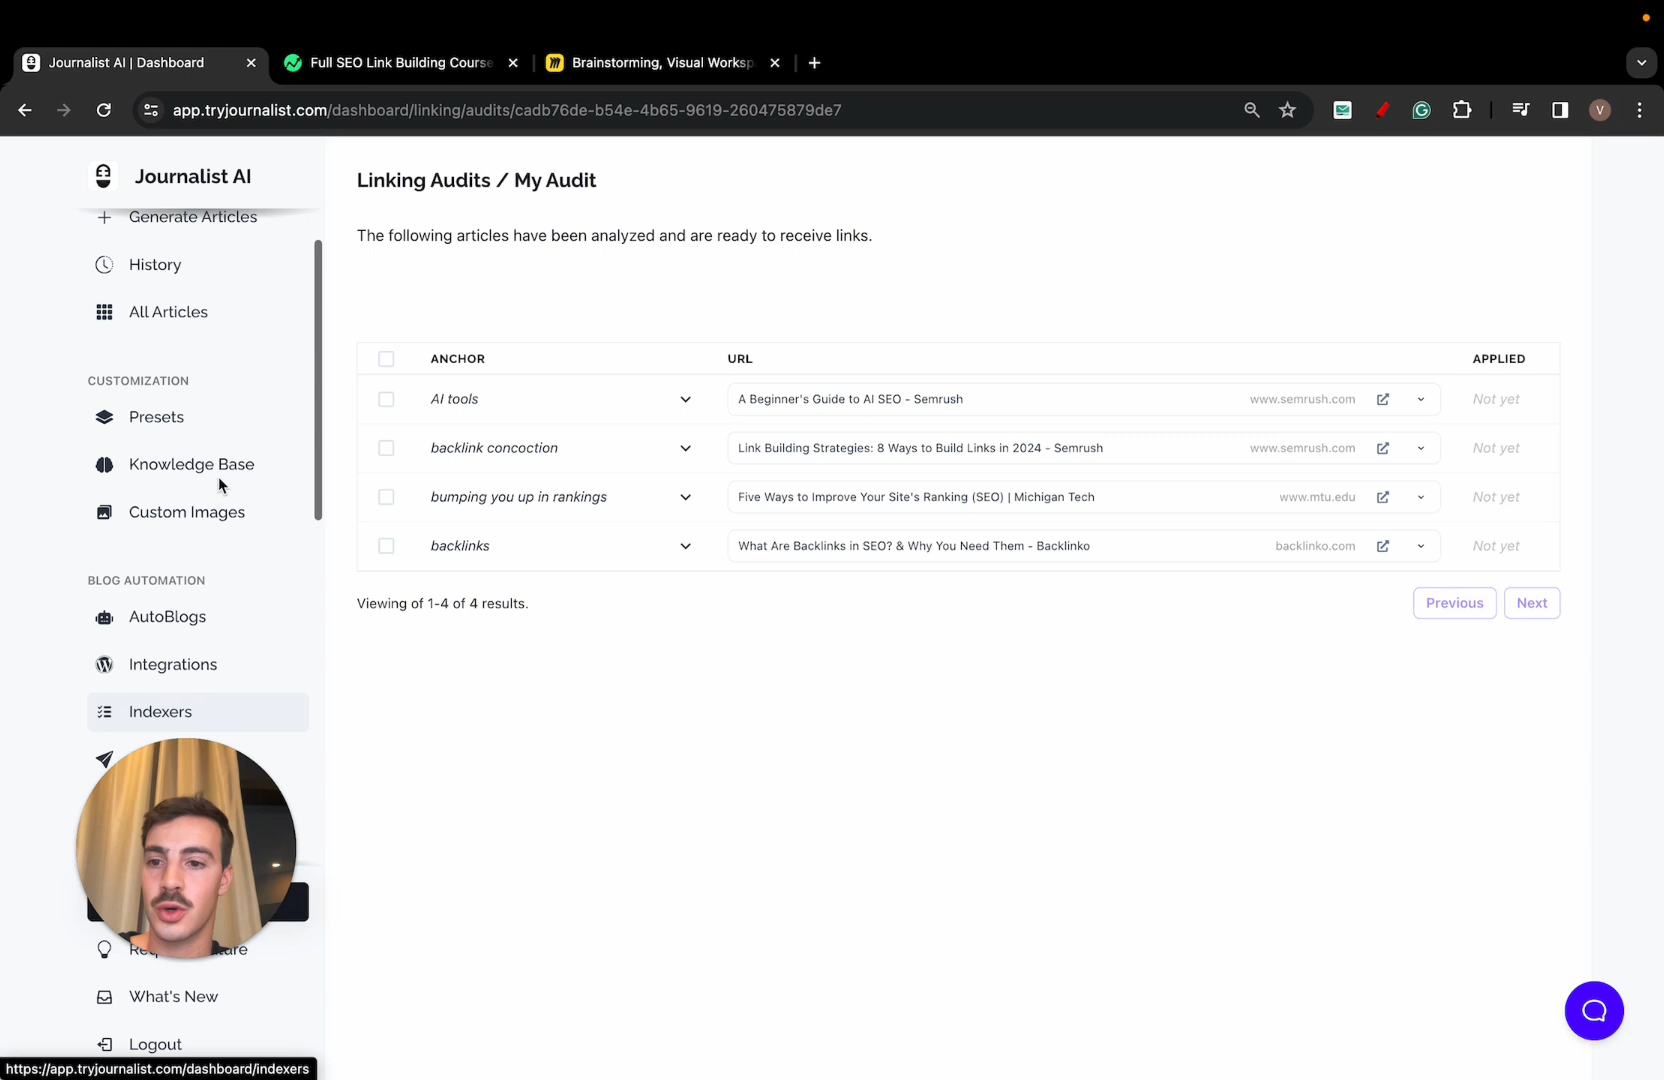 Journalist AI | Dashboard
Full SEO Link Building Course
Brainstorming, Visual Worksp
app.tryjournalist.com/dashboard/linking/audits/cadb76de-b54e-4b65-9619-260475879de7
V
Journalist AI
Generate Articles
History
All Articles
CUSTOMIZATION
Presets
Knowledge Base
Custom Images
BLOG AUTOMATION
AutoBlogs
Integrations
Indexers
What's New
Logout
https://app.tryjournalist.com/dashboard/indexers
Linking Audits / My Audit
The following articles have been analyzed and are ready to receive links.
ANCHOR URL APPLIED
AI tools A Beginner's Guide to AI SEO - Semrush www.semrush.com Not yet
backlink concoction Link Building Strategies: 8 Ways to Build Links in 2024 - Semrush www.semrush.com Not yet
bumping you up in rankings Five Ways to Improve Your Site's Ranking (SEO) | Michigan Tech www.mtu.edu Not yet
backlinks What Are Backlinks in SEO? & Why You Need Them - Backlinko backlinko.com Not yet
Viewing of 1-4 of 4 results.
Previous Next